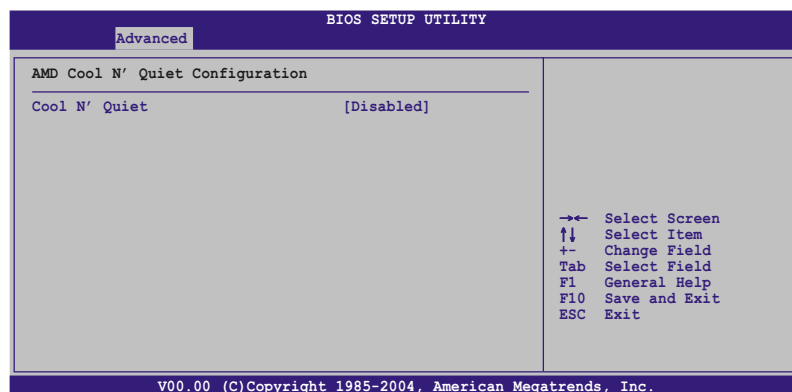 BIOS SETUP UTILITY
Advanced
AMD Cool N’ Quiet Configuration
Cool N’ Quiet [Disabled]
→← Select Screen
↑↓ Select Item
+- Change Field
Tab Select Field
F1 General Help
F10 Save and Exit
ESC Exit
V00.00 (C)Copyright 1985-2004, American Megatrends, Inc.